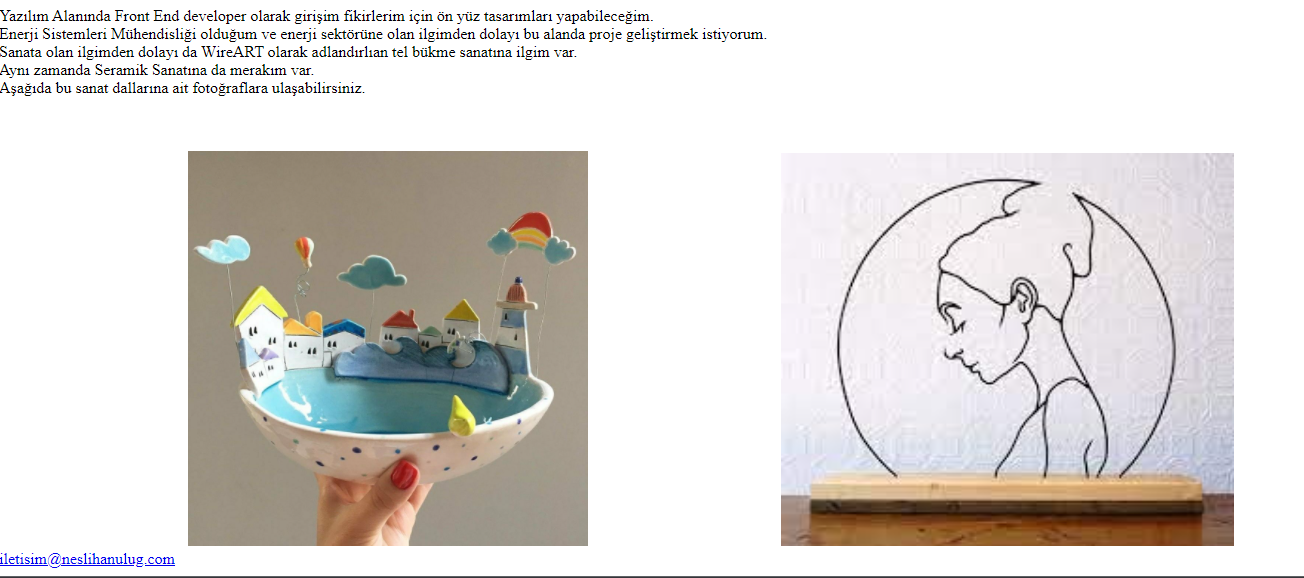 Yazılım Alanında Front End developer olarak girişim fikirlerim için ön yüz tasarımları yapabileceğim.
Enerji Sistemleri Mühendisliği olduğum ve enerji sektörüne olan ilgimden dolayı bu alanda proje geliştirmek istiyorum.
Sanata olan ilgimden dolayı da WireART olarak adlandırlıan tel bükme sanatına ilgim var.
Aynı zamanda Seramik Sanatına da merakım var.
Aşağıda bu sanat dallarına ait fotoğraflara ulaşabilirsiniz.
iletisim@neslihanulug.com